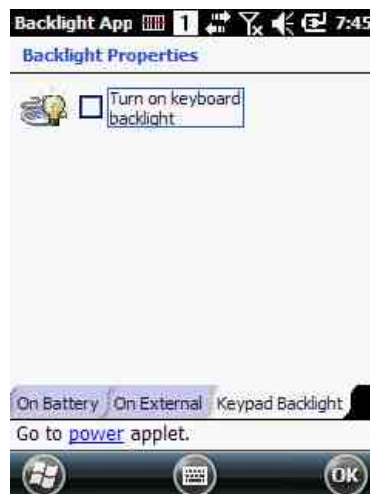 Backlight App 1 7:45
Backlight Properties
Turn on keyboard
backlight
On Battery On External Keypad Backlight
Go to power applet.
OK